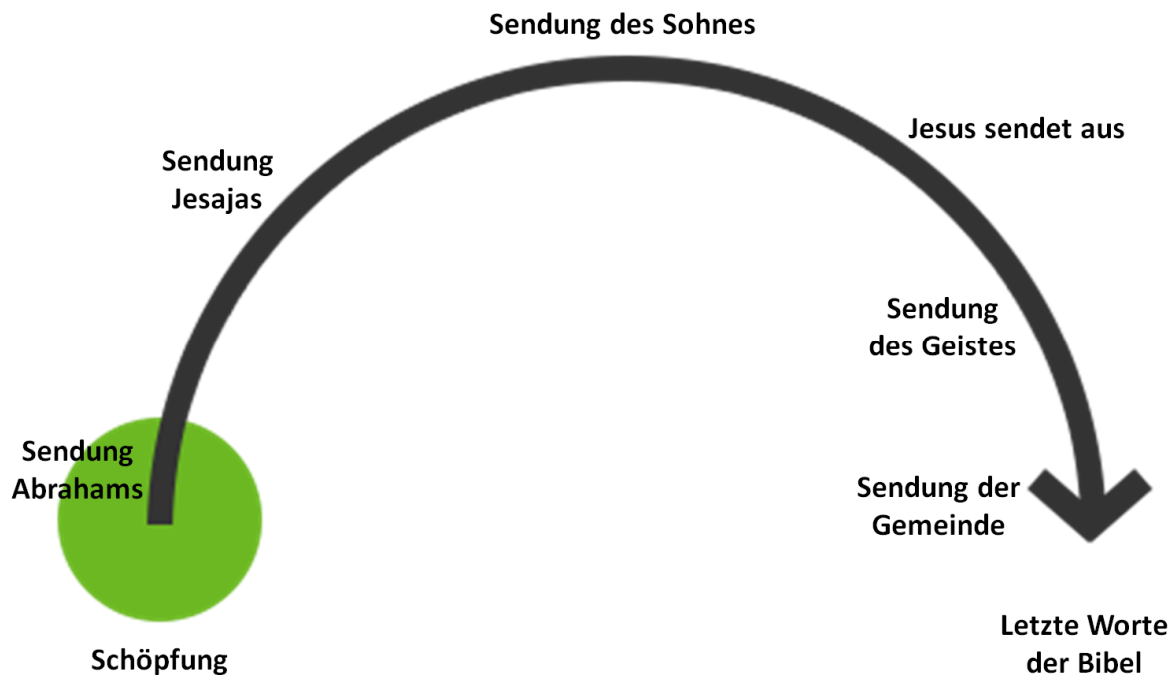 Sendung des Sohnes
Jesus sendet aus
Sendung
Jesajas
Sendung
des Geistes
Sendung
Abrahams
Sendung der
Gemeinde
Schöpfung
Letzte Worte
der Bibel